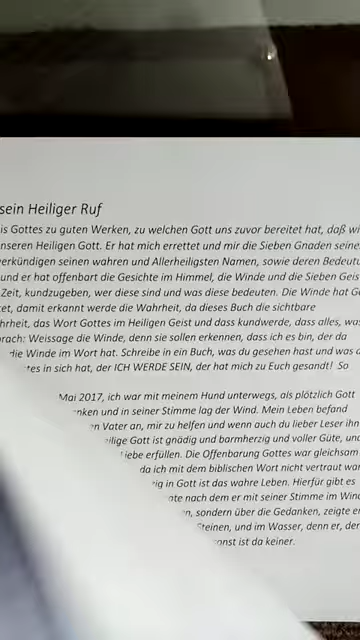 sein Heiliger Ruf
is Gottes zu guten Werken, zu welchen Gott uns zuvor bereitet hat, daß wi
nseren Heiligen Gott. Er hat mich errettet und mir die Sieben Gnaden seine
verkündigen seinen wahren und Allerheiligsten Namen, sowie deren Bedeutu
und er hat offenbart die Gesichte im Himmel, die Winde und die Sieben Geis
Zeit, kundzugeben, wer diese sind und was diese bedeuten. Die Winde hat G
tet, damit erkannt werde die Wahrheit, da dieses Buch die sichtbare
hrheit, das Wort Gottes im Heiligen Geist und dass kundwerde, dass alles, was
prach: Weissage die Winde, denn sie sollen erkennen, dass ich es bin, der da
die Winde im Wort hat. Schreibe in ein Buch, was du gesehen hast und was d
tes in sich hat, der ICH WERDE SEIN, der hat mich zu Euch gesandt! So
Mai 2017, ich war mit meinem Hund unterwegs, als plötzlich Gott
nken und in seiner Stimme lag der Wind. Mein Leben befand
en Vater an, mir zu helfen und wenn auch du lieber Leser ihn
eilige Gott ist gnädig und barmherzig und voller Güte, und
Liebe erfüllen. Die Offenbarung Gottes war gleichsam
da ich mit dem biblischen Wort nicht vertraut war
zig in Gott ist das wahre Leben. Hierfür gibt es
ate nach dem er mit seiner Stimme im Wind
n, sondern über die Gedanken, zeigte er
Steinen, und im Wasser, denn er, der
onst ist da keiner.